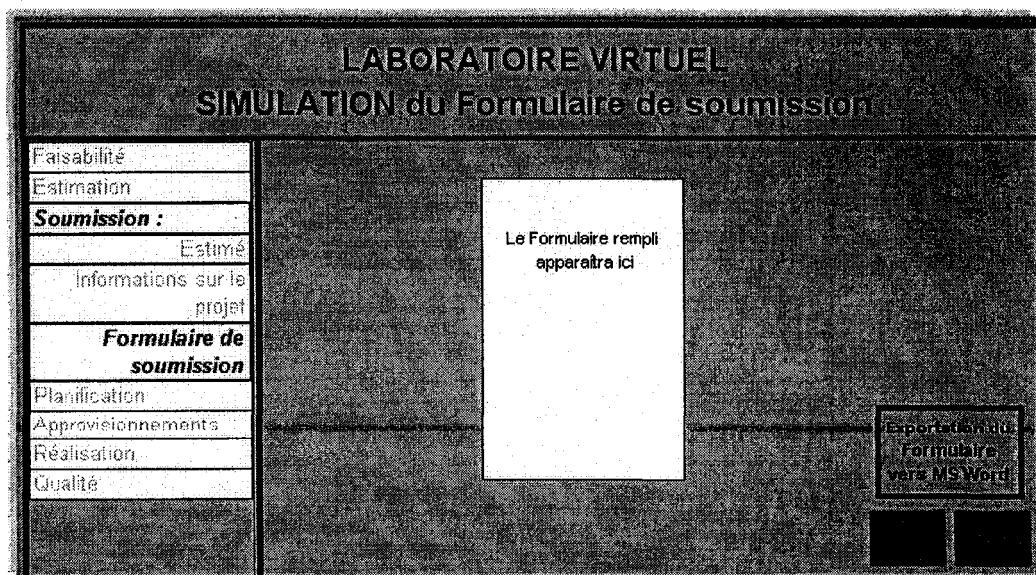 LABORATOIRE VIRTUEL
SIMULATION du Formulaire de soumission
Faisabilité
Estimation
Soumission :
Estimé
Informations sur le
projet
Formulaire de
soumission
Planification
Approvisionnements
Réalisation
Qualité
Le Formulaire rempli
apparaîtra ici
Exportation du
Formulaire
vers MS Word